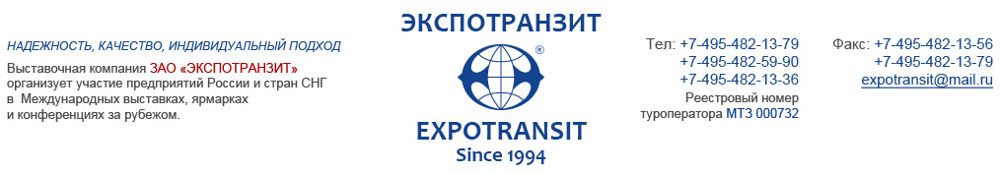 НАДЕЖНОСТЬ, КАЧЕСТВО, ИНДИВИДУАЛЬНЫЙ ПОДХОД
Выставочная компания ЗАО «ЭКСПОТРАНЗИТ»
организует участие предприятий России и стран СНГ
в Международных выставках, ярмарках
и конференциях за рубежом.
ЭКСПОТРАНЗИТ
®
EXPOTRANSIT
Since 1994
Тел: +7-495-482-13-79
+7-495-482-59-90
+7-495-482-13-36
Реестровый номер
туроператора МТЗ 000732
Факс: +7-495-482-13-56
+7-495-482-13-79
expotransit@mail.ru